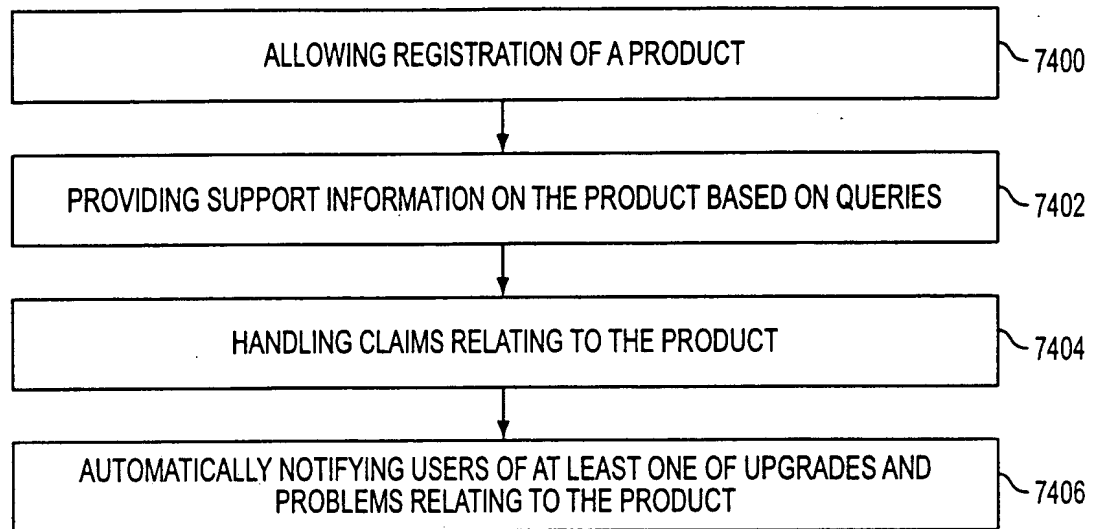 ALLOWING REGISTRATION OF A PRODUCT
7400
PROVIDING SUPPORT INFORMATION ON THE PRODUCT BASED ON QUERIES
7402
HANDLING CLAIMS RELATING TO THE PRODUCT
7404
AUTOMATICALLY NOTIFYING USERS OF AT LEAST ONE OF UPGRADES AND
PROBLEMS RELATING TO THE PRODUCT
7406